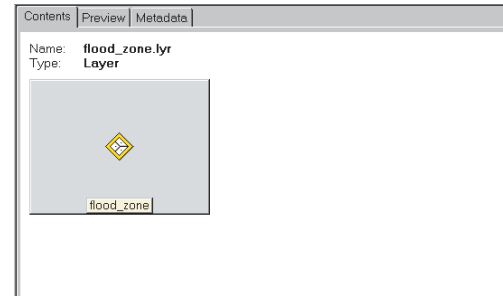 Contents Preview Metadata
Name: flood_zone.lyr
Type: Layer
flood_zone